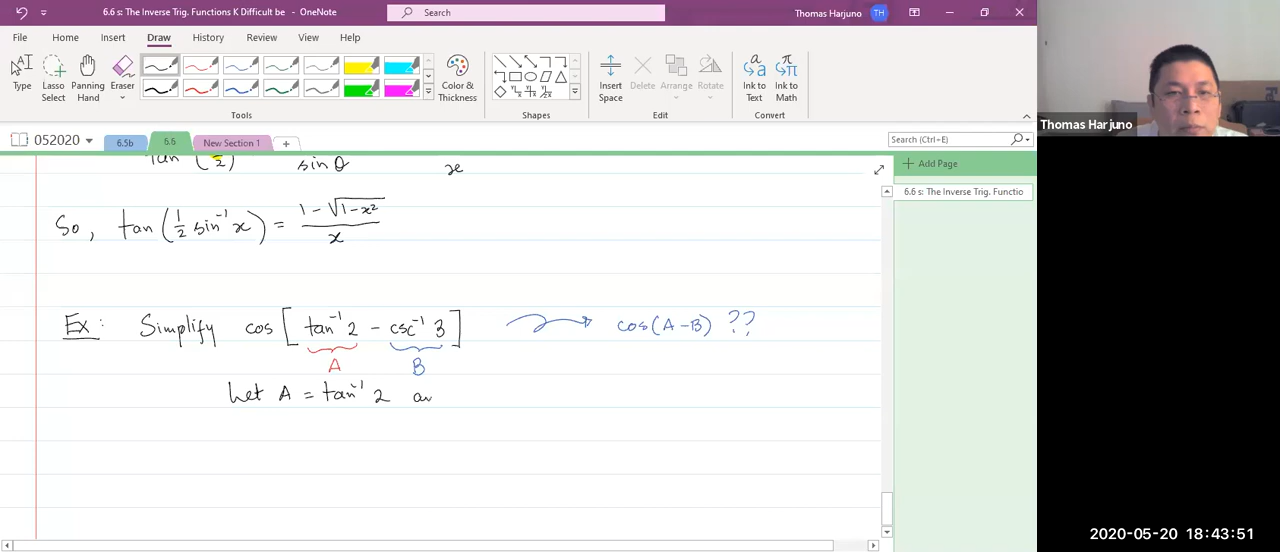 6.6 s: The Inverse Trig. Functions K Difficult be - OneNote
Search
Thomas Harjuno TH
File Home Insert Draw History Review View Help
Type Lasso Select Panning Hand Eraser Color & Thickness Insert Space Delete Arrange Rotate Ink to Text Ink to Math
Tools Shapes Edit Convert
052020 6.5b 6.5 New Section 1 + Search (Ctrl+E)
Thomas Harjuno
Add Page
6.6 s: The Inverse Trig. Functio
sin θ x
So, tan(1/2 sin⁻¹ x) = (1 - √(1-x²))/x
Ex: Simplify cos [tan⁻¹ 2 - csc⁻¹ 3] cos(A-B) ??
A B
Let A = tan⁻¹ 2 an
2020-05-20 18:43:51